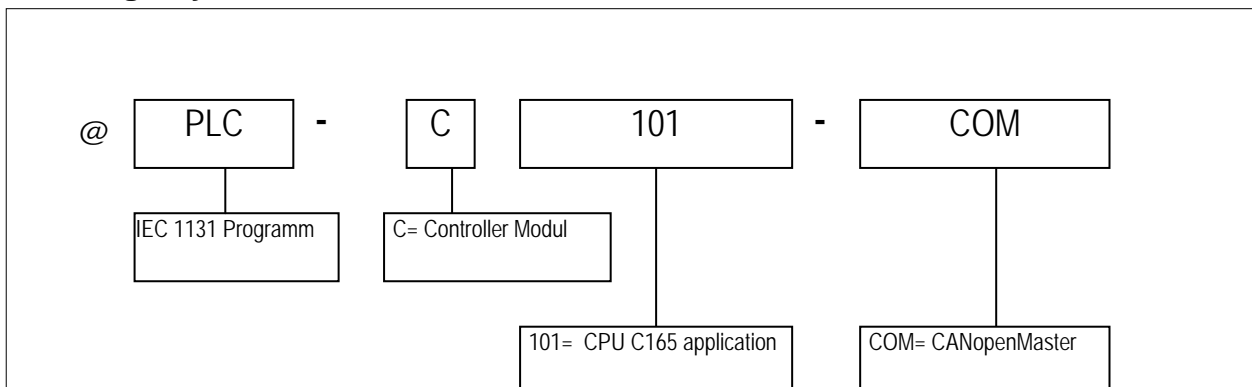 @ PLC - C 101 - COM
IEC 1131 Programm C= Controller Modul
101= CPU C165 application COM= CANopenMaster